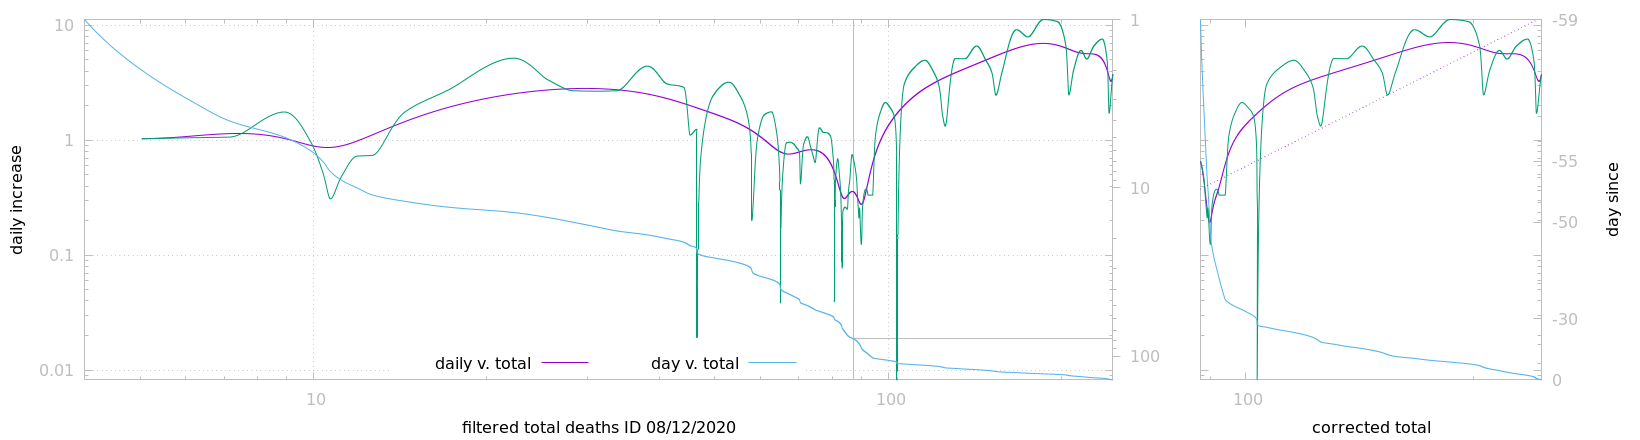 10
1
0.1
0.01
daily increase
daily v. total
day v. total
10
100
filtered total deaths ID 08/12/2020
1
10
100
-59
-55
-50
-30
0
day since
100
corrected total